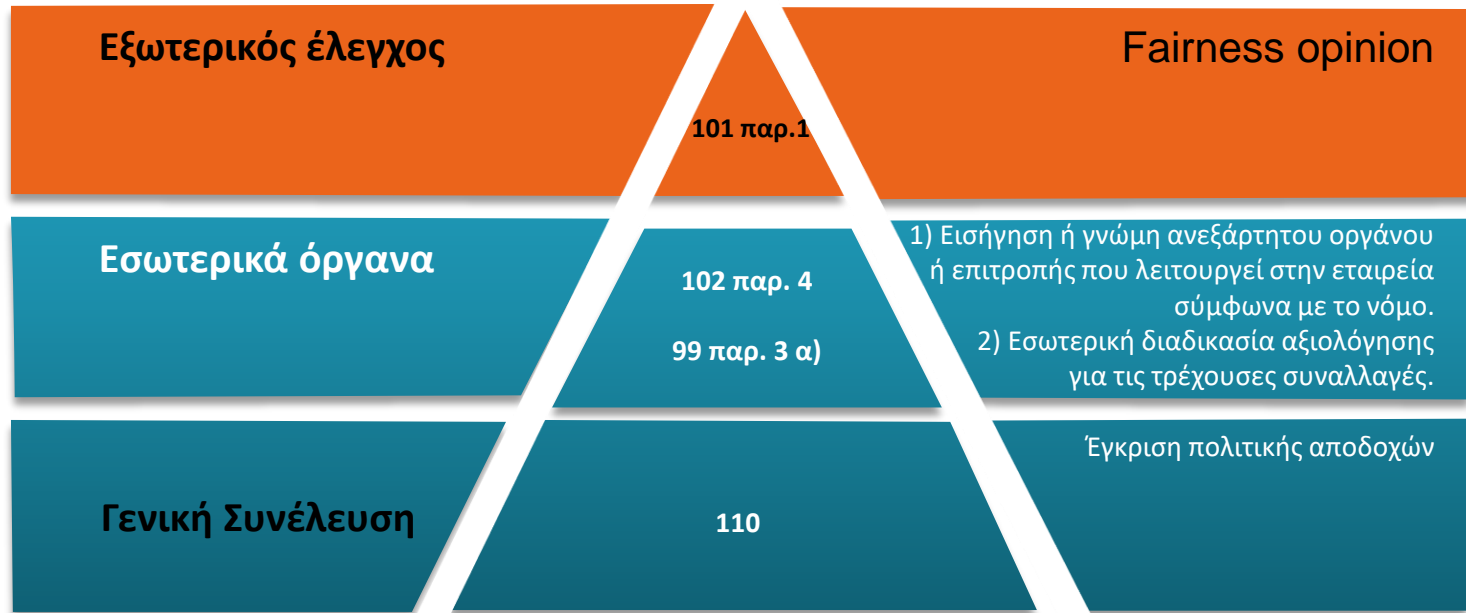 Εξωτερικός έλεγχος
Fairness opinion
101 παρ.1
Εσωτερικά όργανα
102 παρ. 4
99 παρ. 3 α)
1) Εισήγηση ή γνώμη ανεξάρτητου οργάνου
ή επιτροπής που λειτουργεί στην εταιρεία
σύμφωνα με το νόμο.
2) Εσωτερική διαδικασία αξιολόγησης
για τις τρέχουσες συναλλαγές.
Γενική Συνέλευση
110
Έγκριση πολιτικής αποδοχών